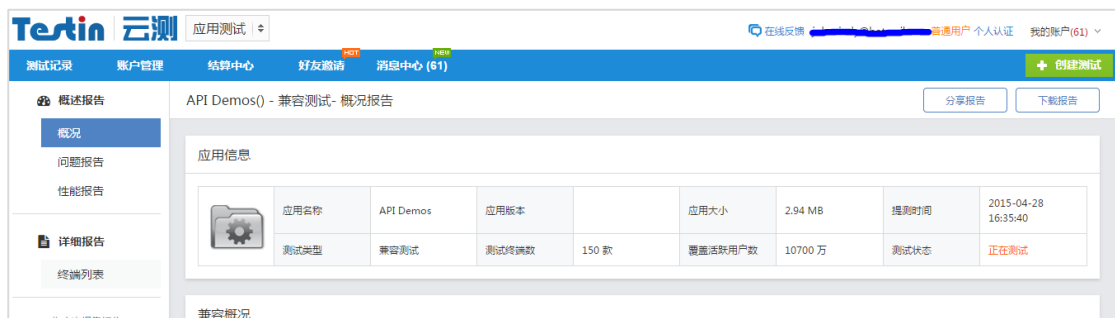 Testin 云测 应用测试
在线反馈 普通用户 个人认证 我的账户(61)
HOT NEW
测试记录 账户管理 结算中心 好友邀请 消息中心 (61) 创建测试
概述报告
概况
问题报告
性能报告
详细报告
终端列表
API Demos() - 兼容测试- 概况报告 分享报告 下载报告
应用信息
应用名称 API Demos 应用版本 应用大小 2.94 MB 提测时间 2015-04-28
16:35:40
测试类型 兼容测试 测试终端数 150 款 覆盖活跃用户数 10700 万 测试状态 正在测试
兼容概况